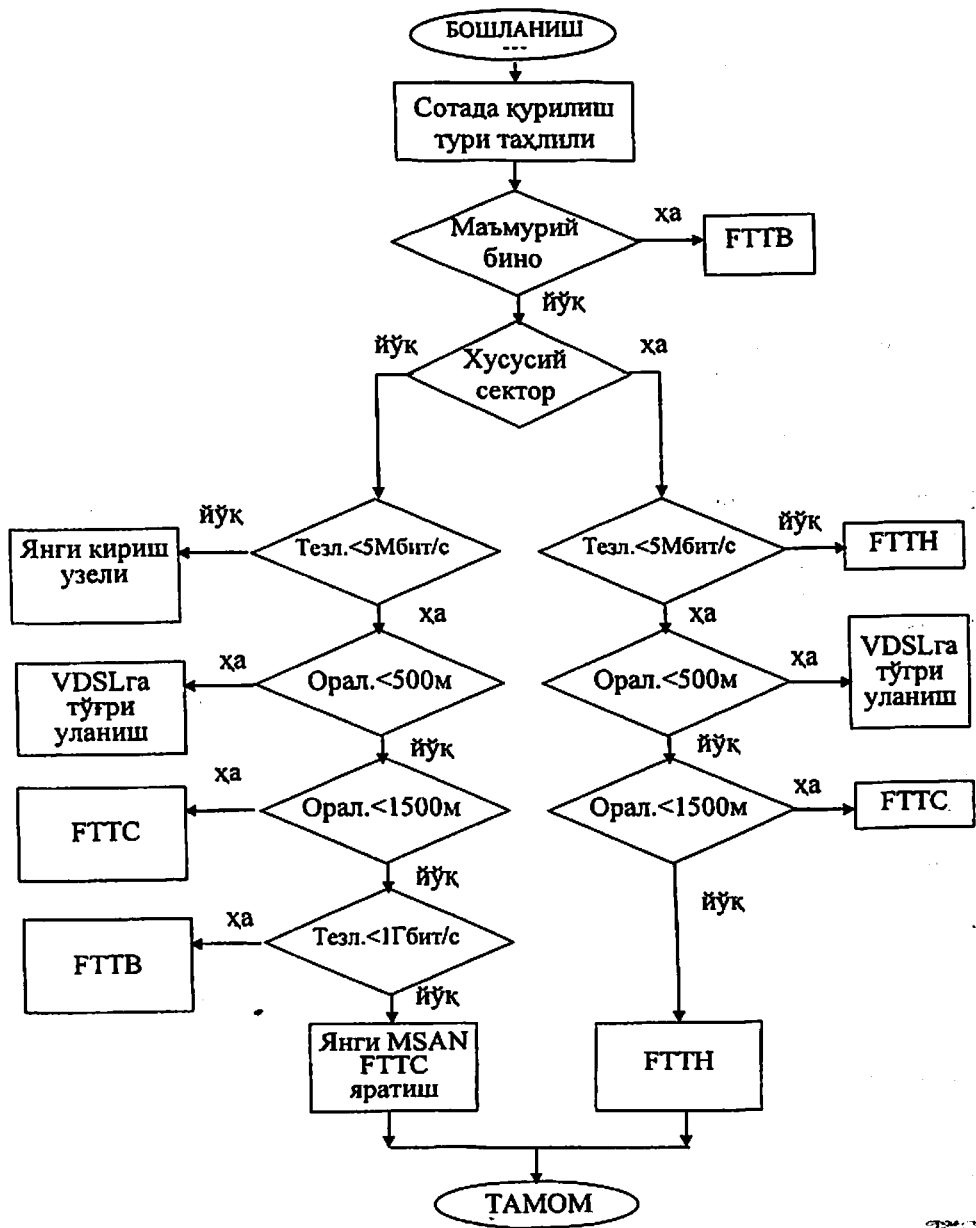 БОШЛАНИШ
---
Сотада қурилиш
тури таҳлили
Маъмурий
бино
ҳа
FTTB
йўқ
йўқ
Хусусий
сектор
ҳа
йўқ
Янги кириш
узели
Тезл.<5Мбит/с
Тезл.<5Мбит/с
йўқ
FTTH
ҳа
ҳа
ҳа
VDSLга
тўғри
уланиш
Орал.<500м
Орал.<500м
ҳа
VDSLга
тўғри
уланиш
йўқ
йўқ
ҳа
FTTC
Орал.<1500м
Орал.<1500м
ҳа
FTTC
йўқ
йўқ
ҳа
FTTB
Тезл.<1Гбит/с
йўқ
Янги MSAN
FTTC
яратиш
FTTH
ТАМОМ